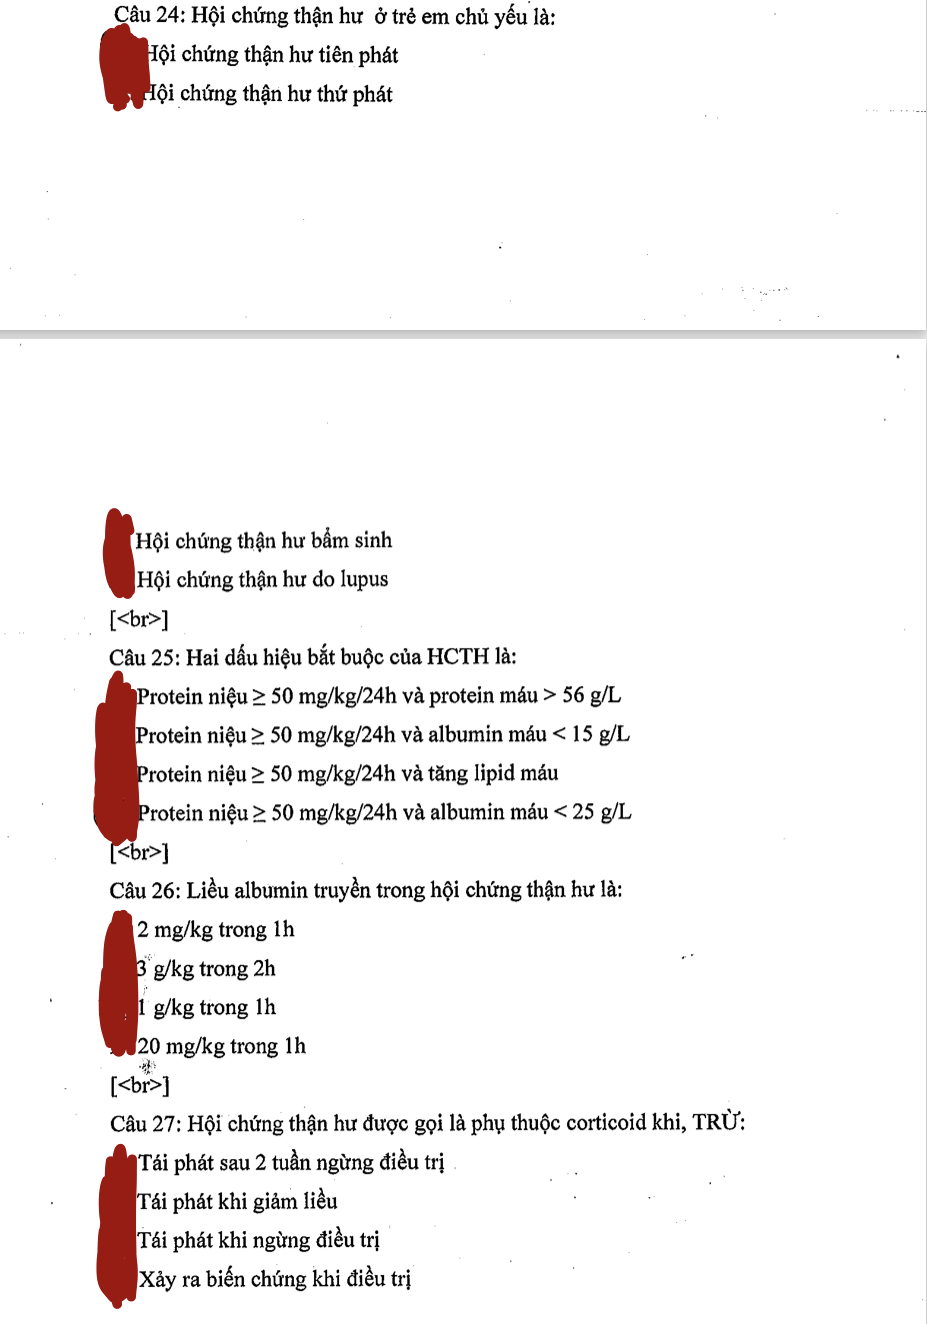 Câu 24: Hội chứng thận hư ở trẻ em chủ yếu là:
Hội chứng thận hư tiên phát
Hội chứng thận hư thứ phát
Hội chứng thận hư bẩm sinh
Hội chứng thận hư do lupus
[<br>]
Câu 25: Hai dấu hiệu bắt buộc của HCTH là:
Protein niệu ≥ 50 mg/kg/24h và protein máu > 56 g/L
Protein niệu ≥ 50 mg/kg/24h và albumin máu < 15 g/L
Protein niệu ≥ 50 mg/kg/24h và tăng lipid máu
Protein niệu ≥ 50 mg/kg/24h và albumin máu < 25 g/L
[<br>]
Câu 26: Liều albumin truyền trong hội chứng thận hư là:
2 mg/kg trong 1h
3 g/kg trong 2h
1 g/kg trong 1h
20 mg/kg trong 1h
[<br>]
Câu 27: Hội chứng thận hư được gọi là phụ thuộc corticoid khi, TRỪ:
Tái phát sau 2 tuần ngừng điều trị
Tái phát khi giảm liều
Tái phát khi ngừng điều trị
Xảy ra biến chứng khi điều trị